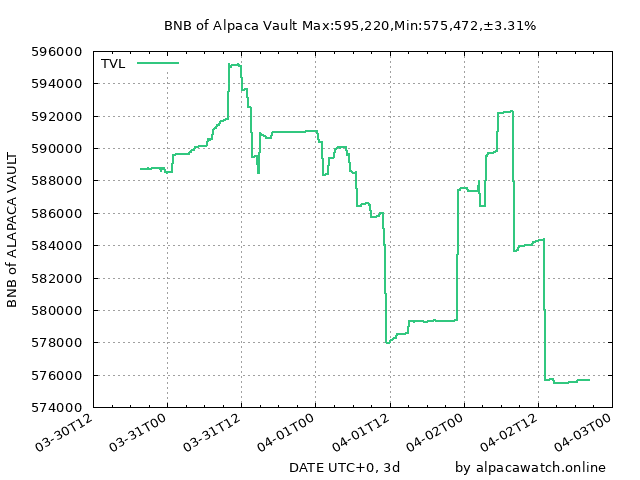 BNB of Alpaca Vault Max:595,220,Min:575,472,±3.31%
TVL
596000
594000
592000
590000
588000
586000
584000
582000
580000
578000
576000
574000
BNB of ALAPACA VAULT
03-30T12
03-31T00
03-31T12
04-01T00
04-01T12
04-02T00
04-02T12
04-03T00
DATE UTC+0, 3d
by alpacawatch.online